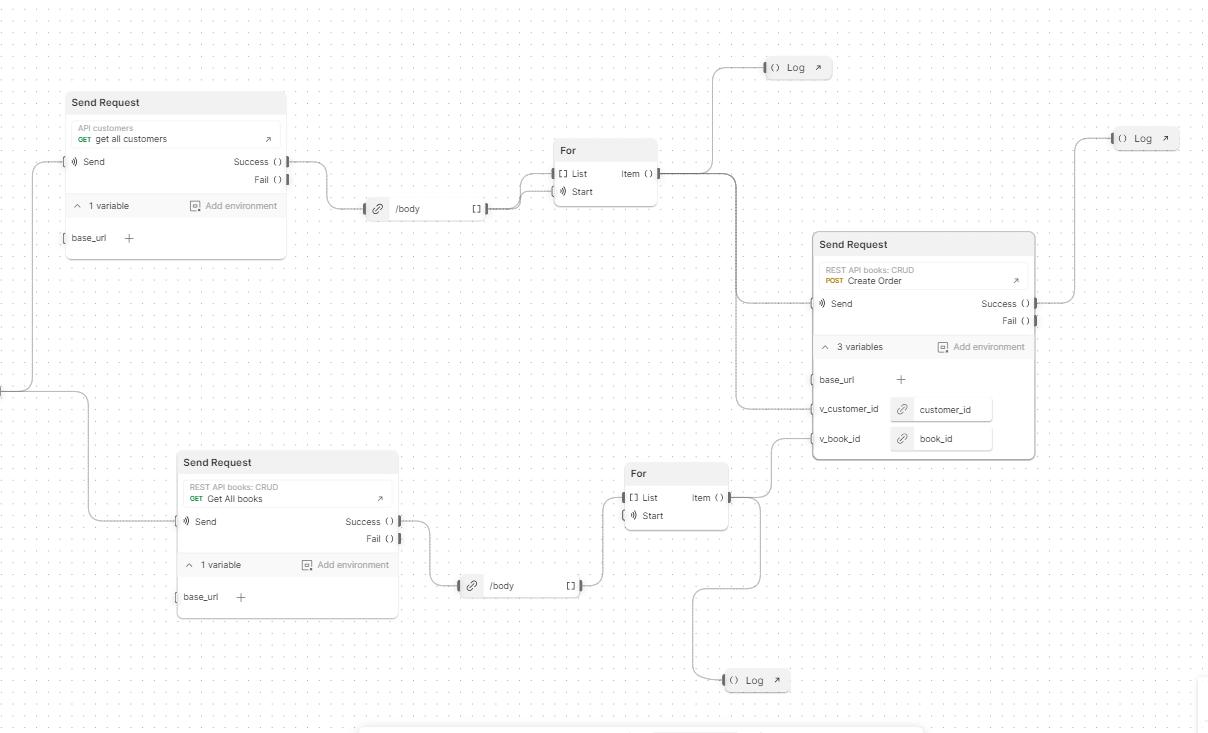 Log
Send Request
API customers
GET get all customers
Send Success
Fail
1 variable Add environment
base_url
/body
For
List Item
Start
Log
Send Request
REST API books: CRUD
POST Create Order
Send Success
Fail
3 variables Add environment
base_url
v_customer_id customer_id
v_book_id book_id
Send Request
REST API books: CRUD
GET Get All books
Send Success
Fail
1 variable Add environment
base_url
/body
For
List Item
Start
Log